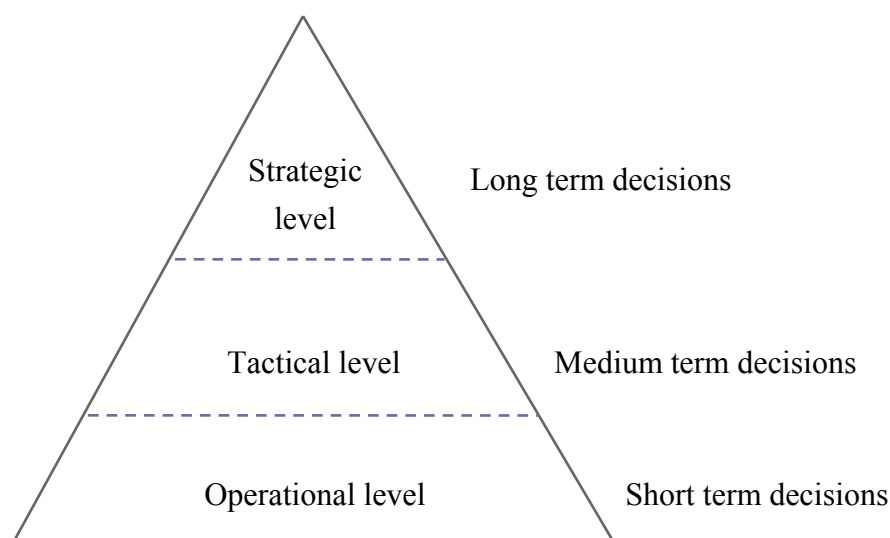 Strategic
level
Long term decisions
Tactical level
Medium term decisions
Operational level
Short term decisions